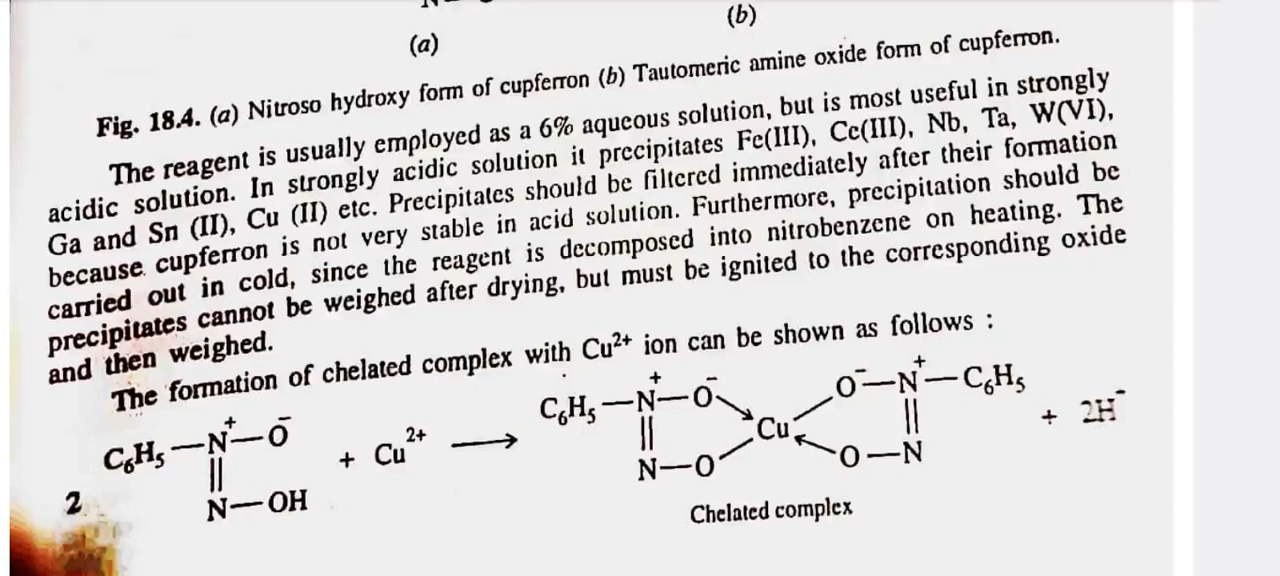 (b)
(a)
Fig. 18.4. (a) Nitroso hydroxy form of cupferron (b) Tautomeric amine oxide form of cupferron.
The reagent is usually employed as a 6% aqueous solution, but is most useful in strongly
acidic solution. In strongly acidic solution it precipitates Fe(III), Ce(III), Nb, Ta, W(VI),
Ga and Sn (II), Cu (II) etc. Precipitates should be filtered immediately after their formation
because cupferron is not very stable in acid solution. Furthermore, precipitation should be
carried out in cold, since the reagent is decomposed into nitrobenzene on heating. The
precipitates cannot be weighed after drying, but must be ignited to the corresponding oxide
and then weighed.
The formation of chelated complex with Cu²⁺ ion can be shown as follows :
2 C₆H₅—N⁺—O⁻
||
N—OH
+ Cu²⁺ ⟶
C₆H₅—N⁺—O⁻
||
N—O
Cu
O⁻—N⁺—C₆H₅
||
O—N
+ 2H⁻
Chelated complex